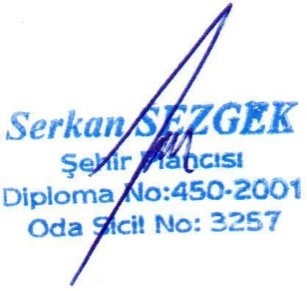 Serkan SEZGEK
Şehir Plancısı
Diploma No:450-2001
Oda Sicil No: 3257